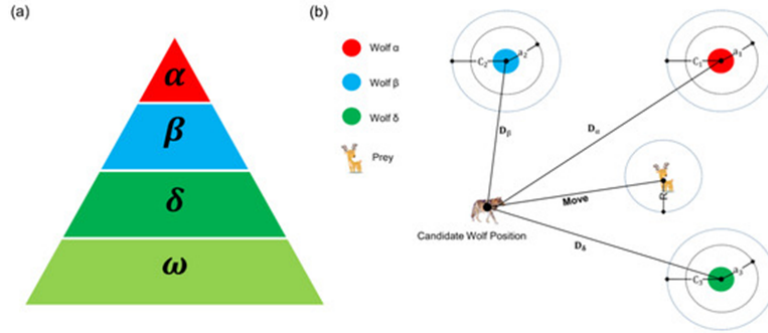 (a)
α
β
δ
ω
(b)
Wolf α
Wolf β
Wolf δ
Prey
C₂
a₂
C₁
a₁
Dβ
Dα
Move
R
Candidate Wolf Position
Dδ
C₃
a₃